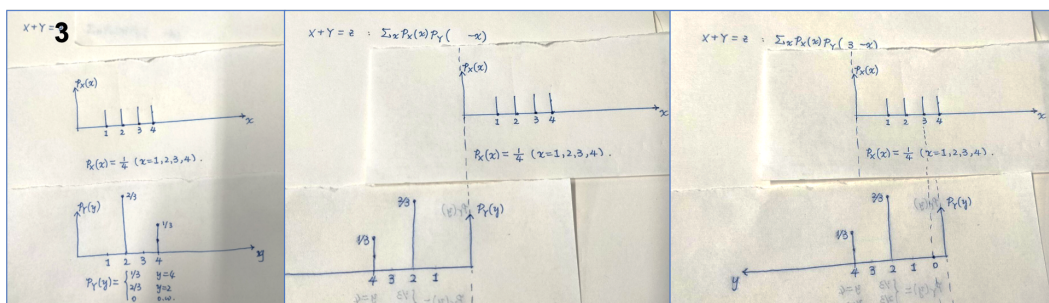 X+Y= 3
Px(x)
1 2 3 4
x
Px(x) = 1/4 (x=1,2,3,4).
PY(y)
2/3
1/3
1 2 3 4
y
PY(y) = { 1/3 y=4
2/3 y=2
0 o.w.
X+Y=z : Σx Px(x) PY( -x)
Px(x)
1 2 3 4
x
Px(x) = 1/4 (x=1,2,3,4).
2/3
PY(y)
1/3
4 3 2 1
X+Y=z : Σx Px(x) PY( 3 -x)
Px(x)
1 2 3 4
x
Px(x) = 1/4 (x=1,2,3,4).
2/3
PY(y)
1/3
y
4 3 2 1 0